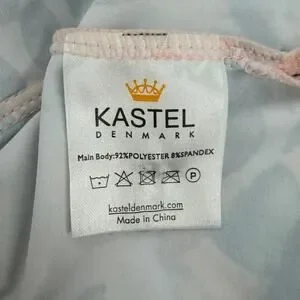 KASTEL
DENMARK
Main Body:92%POLYESTER 8%SPANDEX
P
kasteldenmark.com
Made in China